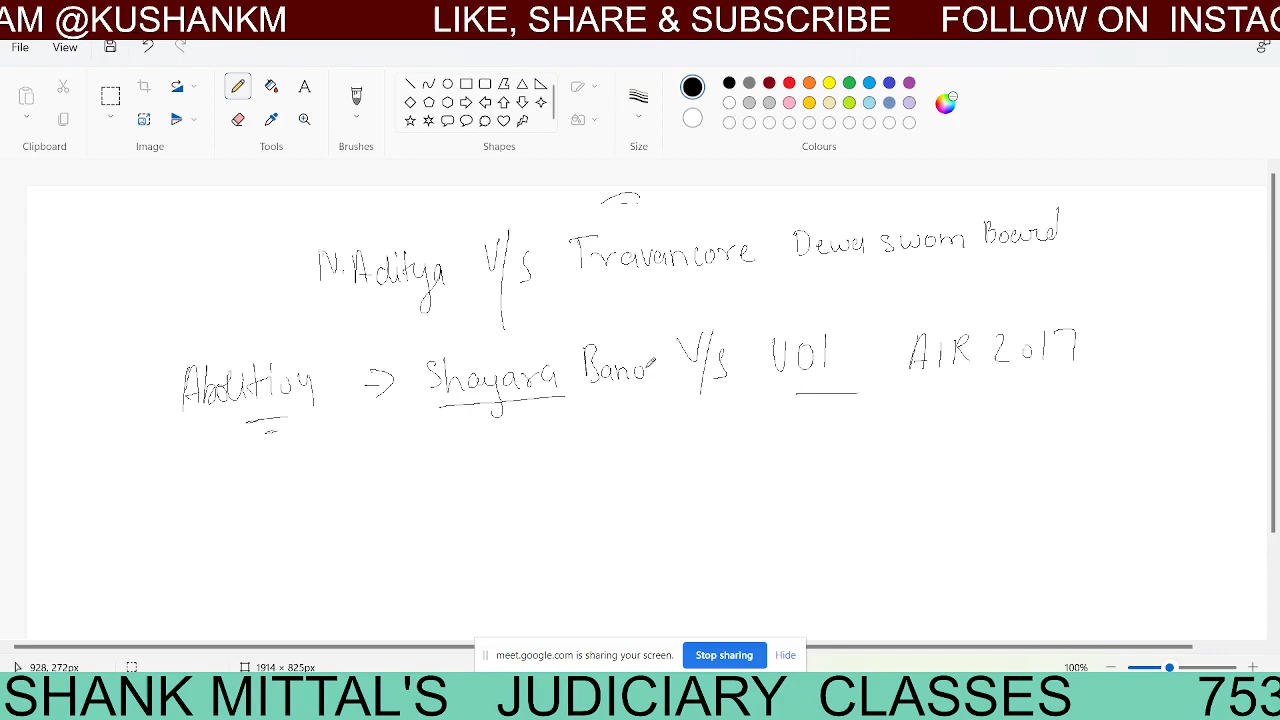 AM @KUSHANKM LIKE, SHARE & SUBSCRIBE FOLLOW ON INSTAG
File View
Clipboard Image Tools Brushes Shapes Size Colours
N. Aditya V/s Travancore Dewaswom Board
Abolition => Shayara Bano V/s UOI AIR 2017
meet.google.com is sharing your screen. Stop sharing Hide
928, 272px 1914 × 825px 100%
SHANK MITTAL'S JUDICIARY CLASSES 753